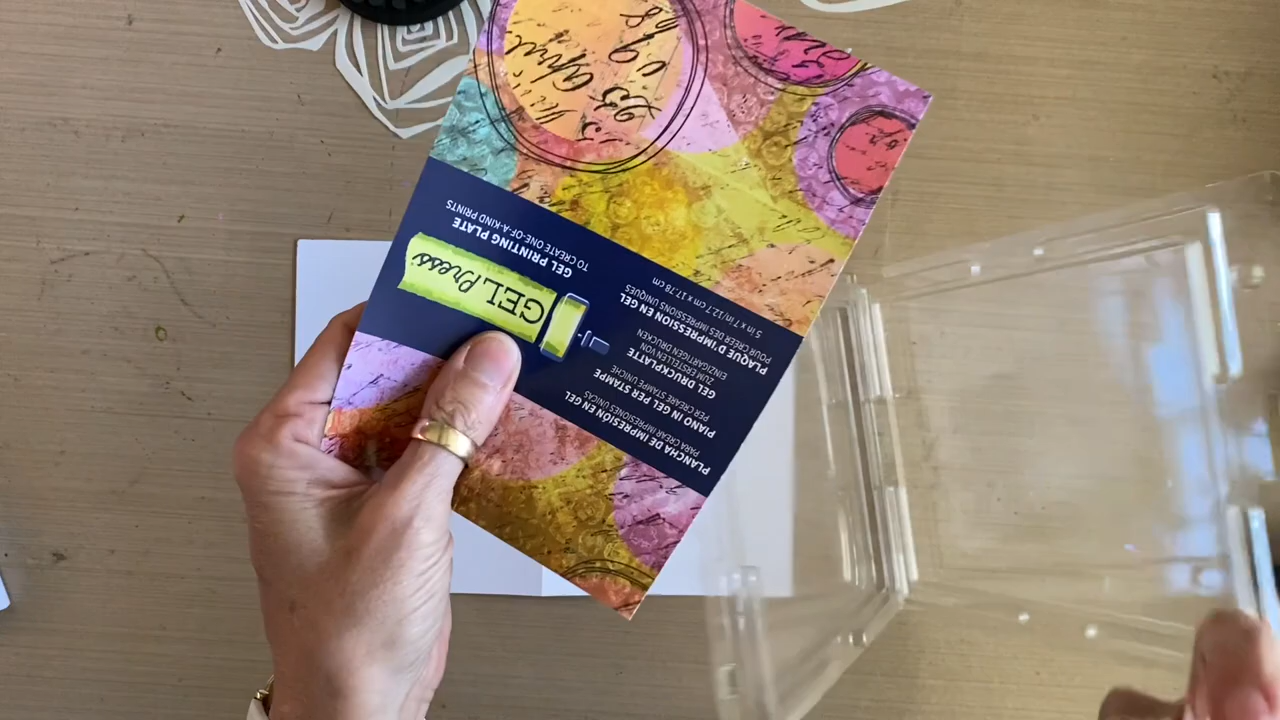 GEL Press
GEL PRINTING PLATE
TO CREATE ONE-OF-A-KIND PRINTS
PLANCHA DE IMPRESIÓN EN GEL
PARA CREAR IMPRESIONES UNICAS
PIANO IN GEL PER STAMPE
PER CREARE STAMPE UNICHE
GEL DRUCKPLATTE
ZUM ERSTELLEN VON
EINZIGARTIGEN DRUCKEN
PLAQUE D'IMPRESSION EN GEL
POUR CRÉER DES IMPRESSIONS UNIQUES
5 in x 7 in/12.7 cm x 17.78 cm